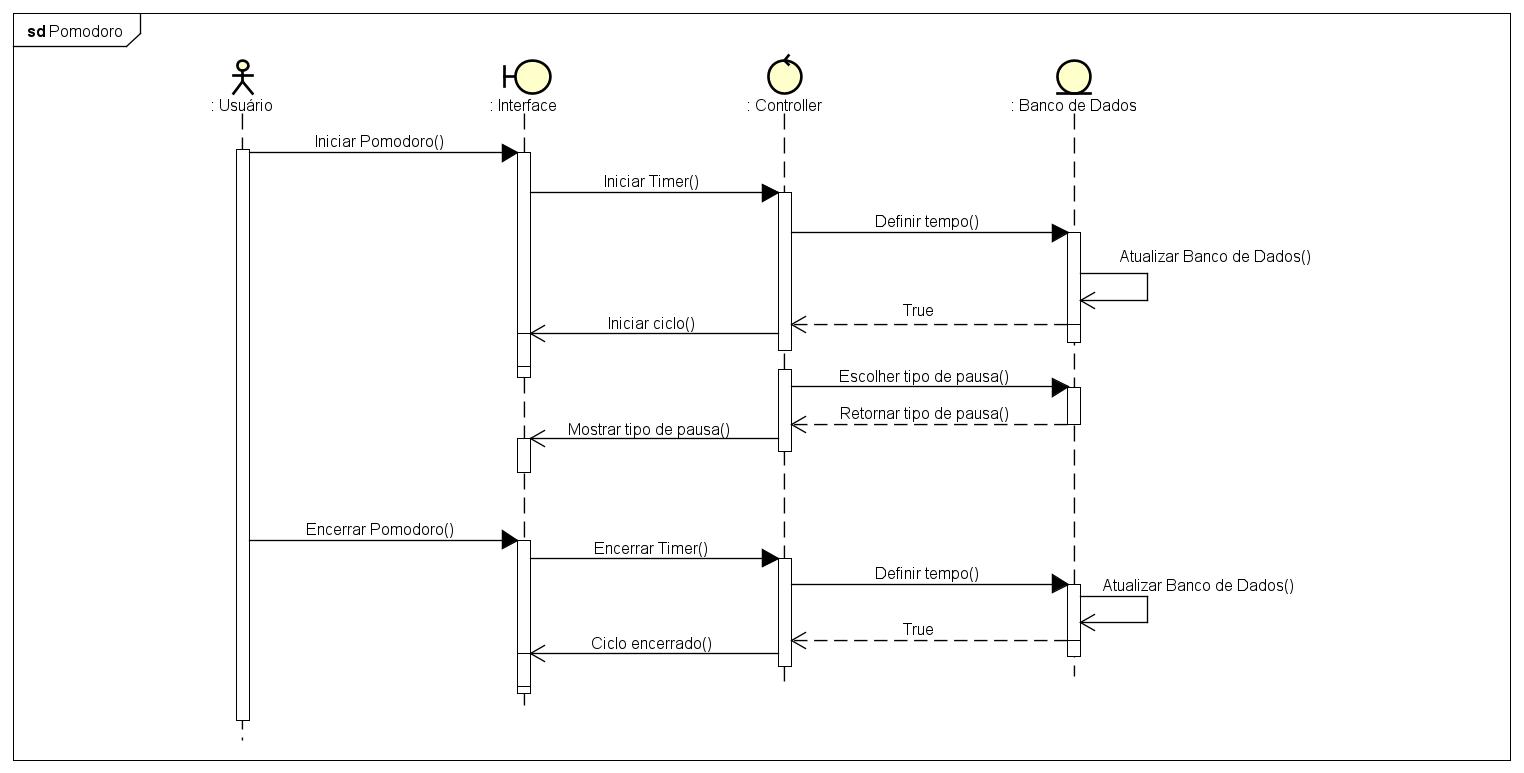 sd Pomodoro
: Usuário
: Interface
: Controller
: Banco de Dados
Iniciar Pomodoro()
Iniciar Timer()
Definir tempo()
Atualizar Banco de Dados()
True
Iniciar ciclo()
Escolher tipo de pausa()
Retornar tipo de pausa()
Mostrar tipo de pausa()
Encerrar Pomodoro()
Encerrar Timer()
Definir tempo()
Atualizar Banco de Dados()
True
Ciclo encerrado()